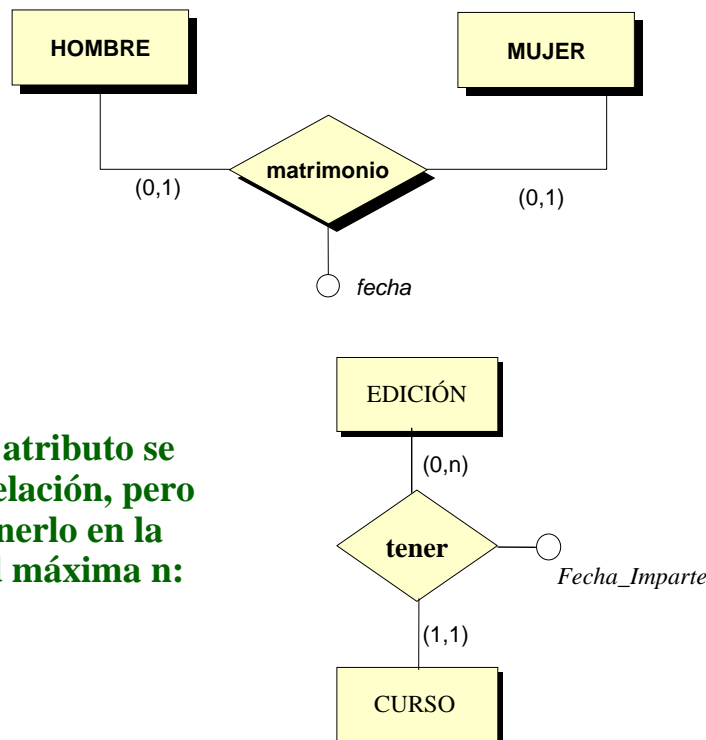 HOMBRE
MUJER
matrimonio
(0,1)
(0,1)
fecha
EDICIÓN
atributo se
elación, pero
nerlo en la
máxima n:
(0,n)
tener
Fecha_Imparte
(1,1)
CURSO